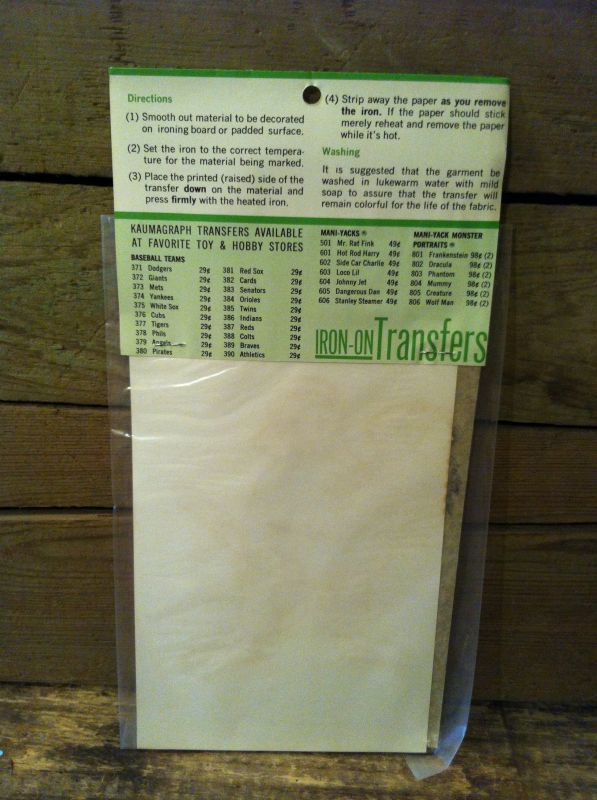 Directions
(1) Smooth out material to be decorated
on ironing board or padded surface.
(2) Set the iron to the correct tempera-
ture for the material being marked.
(3) Place the printed (raised) side of the
transfer down on the material and
press firmly with the heated iron.
(4) Strip away the paper as you remove
the iron. If the paper should stick
merely reheat and remove the paper
while it's hot.
Washing
It is suggested that the garment be
washed in lukewarm water with mild
soap to assure that the transfer will
remain colorful for the life of the fabric.
KAUMAGRAPH TRANSFERS AVAILABLE
AT FAVORITE TOY & HOBBY STORES
BASEBALL TEAMS
371 Dodgers 29¢
372 Giants 29¢
373 Mets 29¢
374 Yankees 29¢
375 White Sox 29¢
376 Cubs 29¢
377 Tigers 29¢
378 Phils 29¢
379 Angels 29¢
380 Pirates 29¢
381 Red Sox 29¢
382 Cards 29¢
383 Senators 29¢
384 Orioles 29¢
385 Twins 29¢
386 Indians 29¢
387 Reds 29¢
388 Colts 29¢
389 Braves 29¢
390 Athletics 29¢
MANI-YACKS ®
501 Mr. Rat Fink 49¢
601 Hot Rod Harry 49¢
602 Side Car Charlie 49¢
603 Loco Lil 49¢
604 Johnny Jet 49¢
605 Dangerous Dan 49¢
606 Stanley Steamer 49¢
MANI-YACK MONSTER
PORTRAITS ®
801 Frankenstein 98¢ (2)
802 Dracula 98¢ (2)
803 Phantom 98¢ (2)
804 Mummy 98¢ (2)
805 Creature 98¢ (2)
806 Wolf Man 98¢ (2)
IRON-ON Transfers